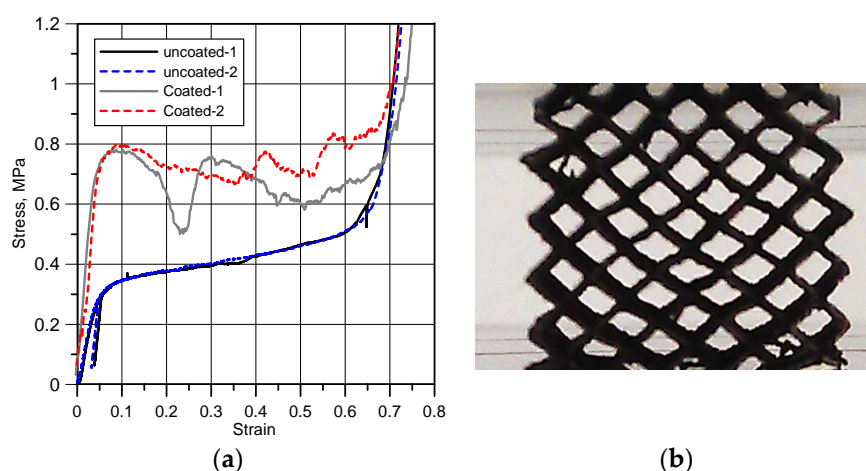 1.2
1
0.8
0.6
0.4
0.2
0
Stress, MPa
uncoated-1
uncoated-2
Coated-1
Coated-2
0 0.1 0.2 0.3 0.4 0.5 0.6 0.7 0.8
Strain
(a) (b)